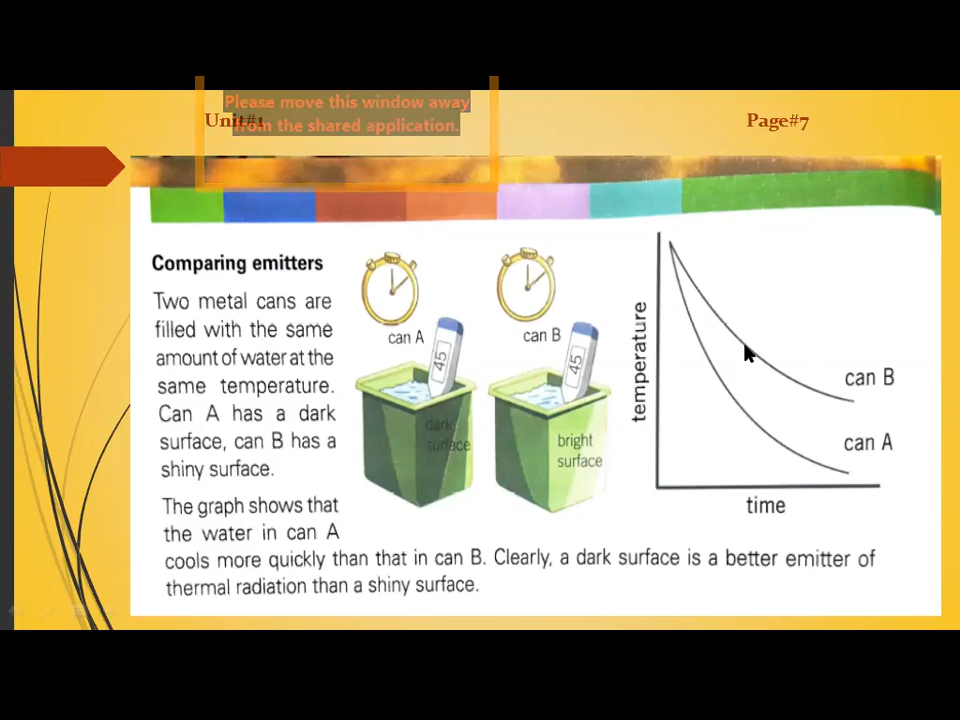 Please move this window away
from the shared application.
Unit#1
Page#7
Comparing emitters
Two metal cans are
filled with the same
amount of water at the
same temperature.
Can A has a dark
surface, can B has a
shiny surface.
The graph shows that
the water in can A
cools more quickly than that in can B. Clearly, a dark surface is a better emitter of
thermal radiation than a shiny surface.
can A
45
dark
surface
can B
45
bright
surface
temperature
can B
can A
time